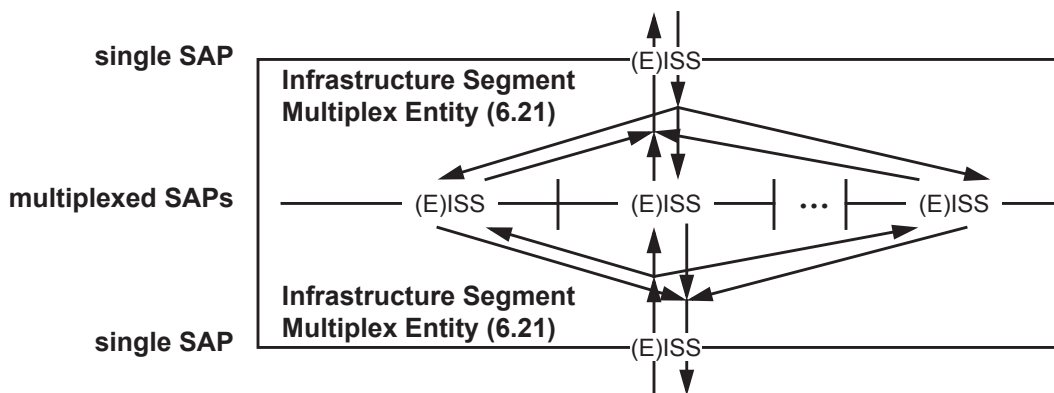 single SAP
(E)ISS
Infrastructure Segment
Multiplex Entity (6.21)
multiplexed SAPs
(E)ISS
(E)ISS
...
(E)ISS
Infrastructure Segment
Multiplex Entity (6.21)
single SAP
(E)ISS